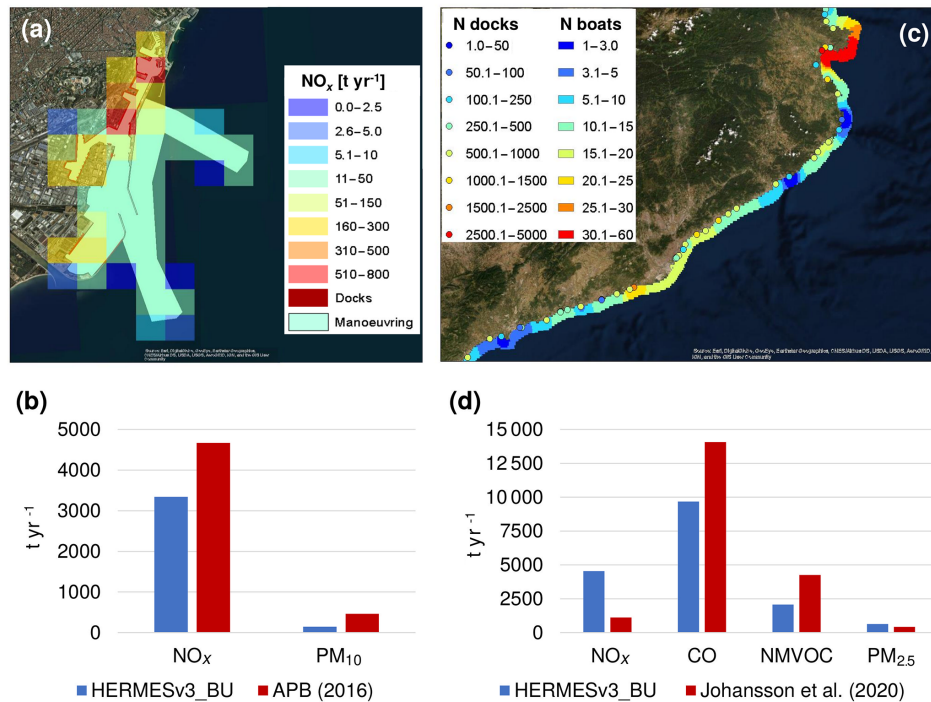 (a)
NOx [t yr⁻¹]
0.0–2.5
2.6–5.0
5.1–10
11–50
51–150
160–300
310–500
510–800
Docks
Manoeuvring
(c)
N docks N boats
1.0–50 1–3.0
50.1–100 3.1–5
100.1–250 5.1–10
250.1–500 10.1–15
500.1–1000 15.1–20
1000.1–1500 20.1–25
1500.1–2500 25.1–30
2500.1–5000 30.1–60
(b)
t yr ⁻¹
5000
4000
3000
2000
1000
0
NOx PM₁₀
HERMESv3_BU APB (2016)
(d)
t yr ⁻¹
15 000
12 500
10 000
7500
5000
2500
0
NOx CO NMVOC PM₂.₅
HERMESv3_BU Johansson et al. (2020)